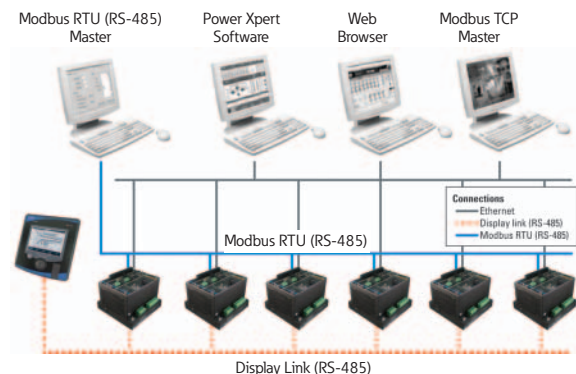 Modbus RTU (RS-485)
Master
Power Xpert
Software
Web
Browser
Modbus TCP
Master
Connections
Ethernet
Display link (RS-485)
Modbus RTU (RS-485)
Modbus RTU (RS-485)
Display Link (RS-485)